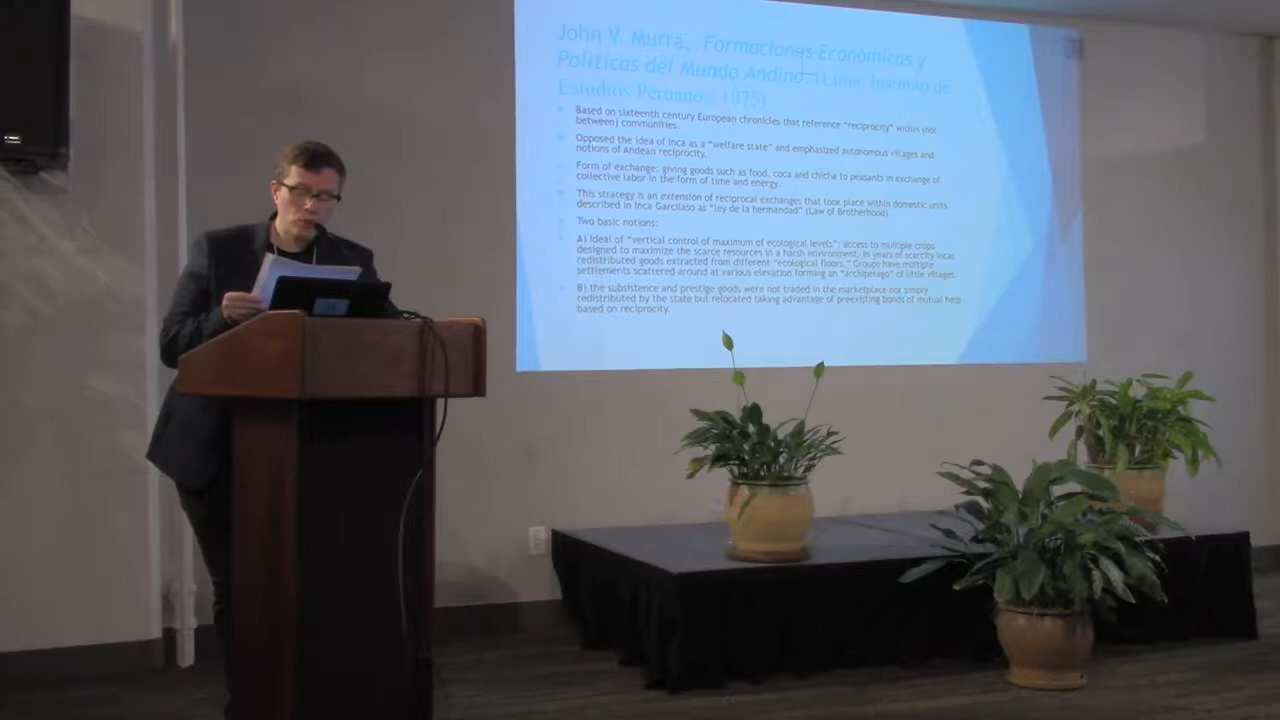 John V. Murra. Formaciones Económicas y
Políticas del Mundo Andino. (Lima: Instituto de
Estudios Peruano 1975)
Based on sixteenth century European chronicles that reference "reciprocity" within (not
between) communities.
Opposed the idea of Inca as a "welfare state" and emphasized autonomous villages and
notions of Andean reciprocity.
Form of exchange: giving goods such as food, coca and chicha to peasants in exchange of
collective labor in the form of time and energy.
This strategy is an extension of reciprocal exchanges that took place within domestic units
described in Inca Garcilaso as "ley de la hermandad" (Law of Brotherhood)
Two basic notions:
A) Ideal of "vertical control of maximum of ecological levels": access to multiple crops
designed to maximize the scarce resources in a harsh environment. In years of scarcity Incas
redistributed goods extracted from different "ecological floors." Groups have multiple
settlements scattered around at various elevation forming an "archipelago" of little villages.
B) the subsistence and prestige goods were not traded in the marketplace not simply
redistributed by the state but relocated taking advantage of preexisting bonds of mutual help
based on reciprocity.